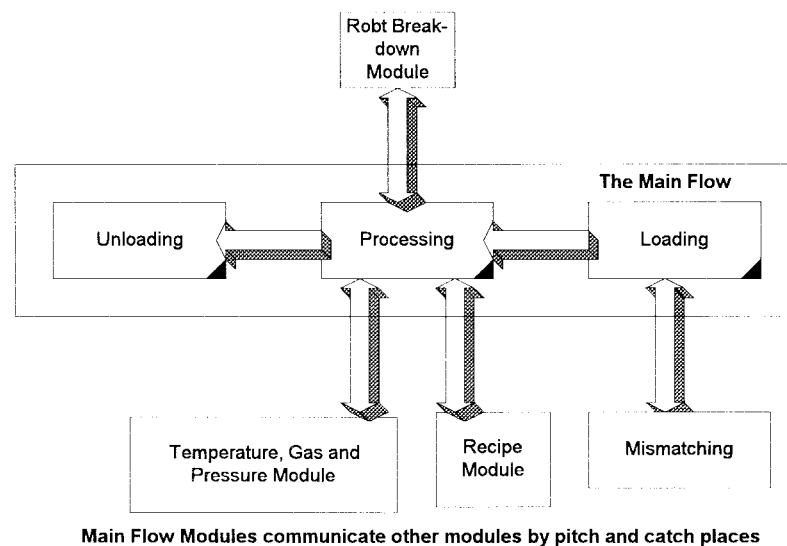 Robt Break-
down
Module
The Main Flow
Unloading
Processing
Loading
Temperature, Gas and
Pressure Module
Recipe
Module
Mismatching
Main Flow Modules communicate other modules by pitch and catch places